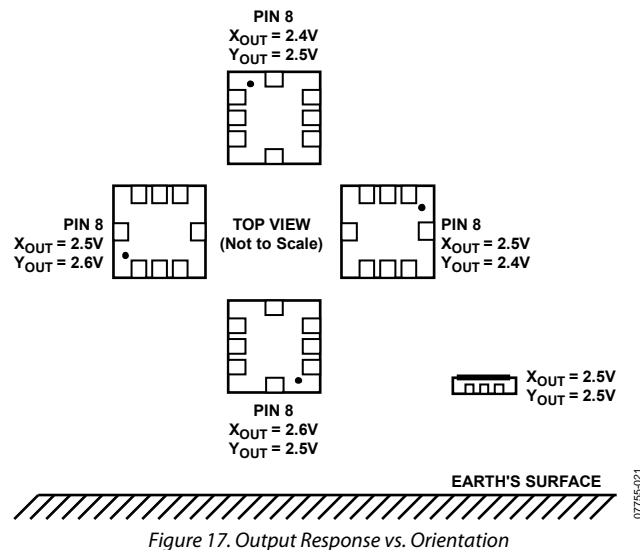 PIN 8
XOUT = 2.4V
YOUT = 2.5V
PIN 8
XOUT = 2.5V
YOUT = 2.6V
TOP VIEW
(Not to Scale)
PIN 8
XOUT = 2.5V
YOUT = 2.4V
PIN 8
XOUT = 2.6V
YOUT = 2.5V
XOUT = 2.5V
YOUT = 2.5V
EARTH'S SURFACE
07755-021
Figure 17. Output Response vs. Orientation